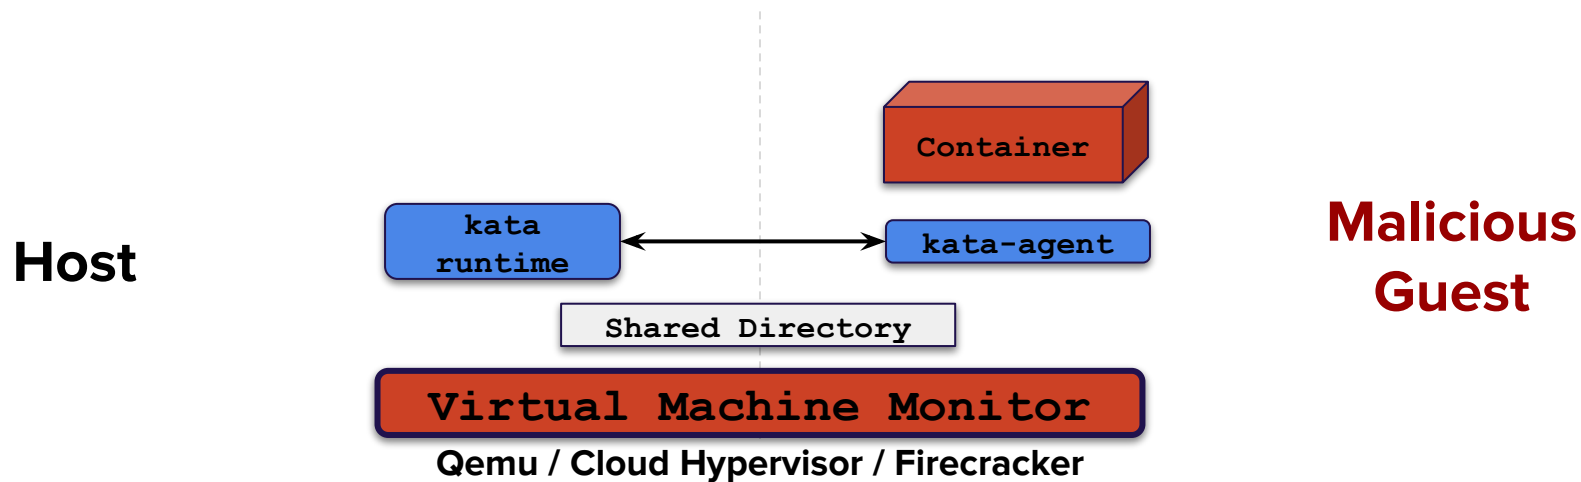 Container
kata
runtime
kata-agent
Host
Malicious
Guest
Shared Directory
Virtual Machine Monitor
Qemu / Cloud Hypervisor / Firecracker